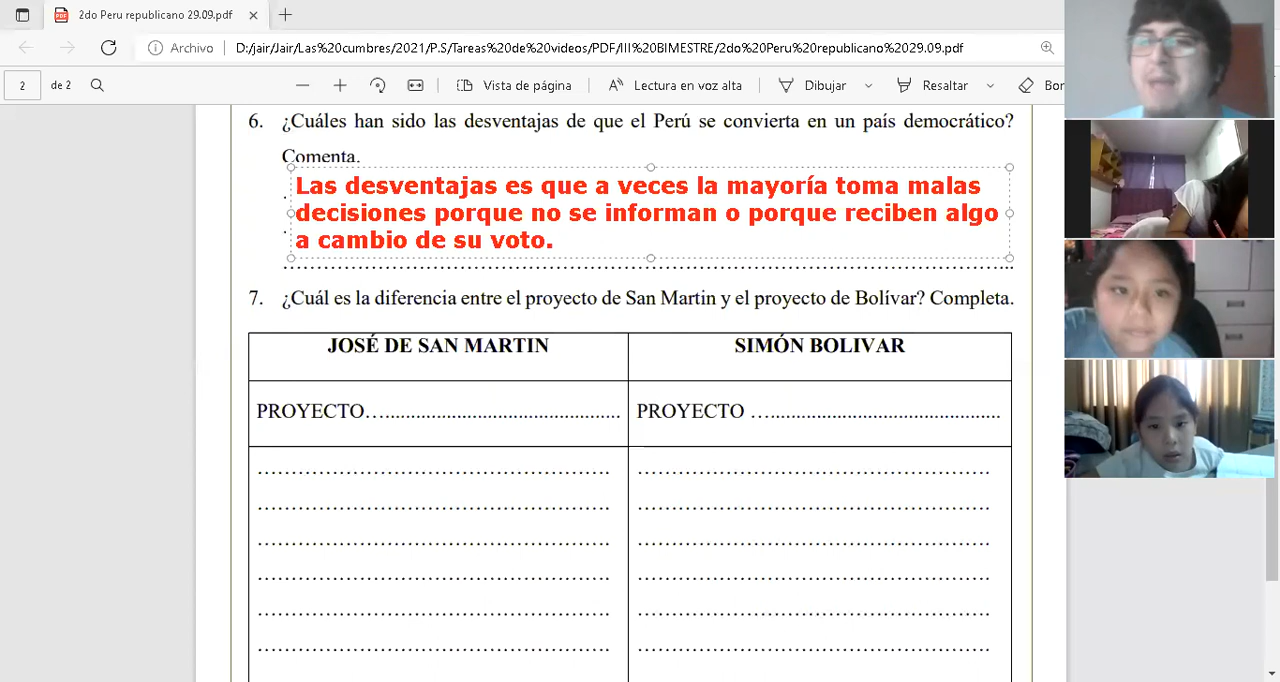 2do Peru republicano 29.09.pdf
Archivo D:/jair/Jair/Las%20cumbres/2021/P.S/Tareas%20de%20videos/PDF/III%20BIMESTRE/2do%20Peru%20republicano%2029.09.pdf
2 de 2 Vista de página Lectura en voz alta Dibujar Resaltar Bor
6. ¿Cuáles han sido las desventajas de que el Perú se convierta en un país democrático?
Comenta.
Las desventajas es que a veces la mayoría toma malas
decisiones porque no se informan o porque reciben algo
a cambio de su voto.
7. ¿Cuál es la diferencia entre el proyecto de San Martin y el proyecto de Bolívar? Completa.
JOSÉ DE SAN MARTIN SIMÓN BOLIVAR
PROYECTO…............................................. PROYECTO ….............................................